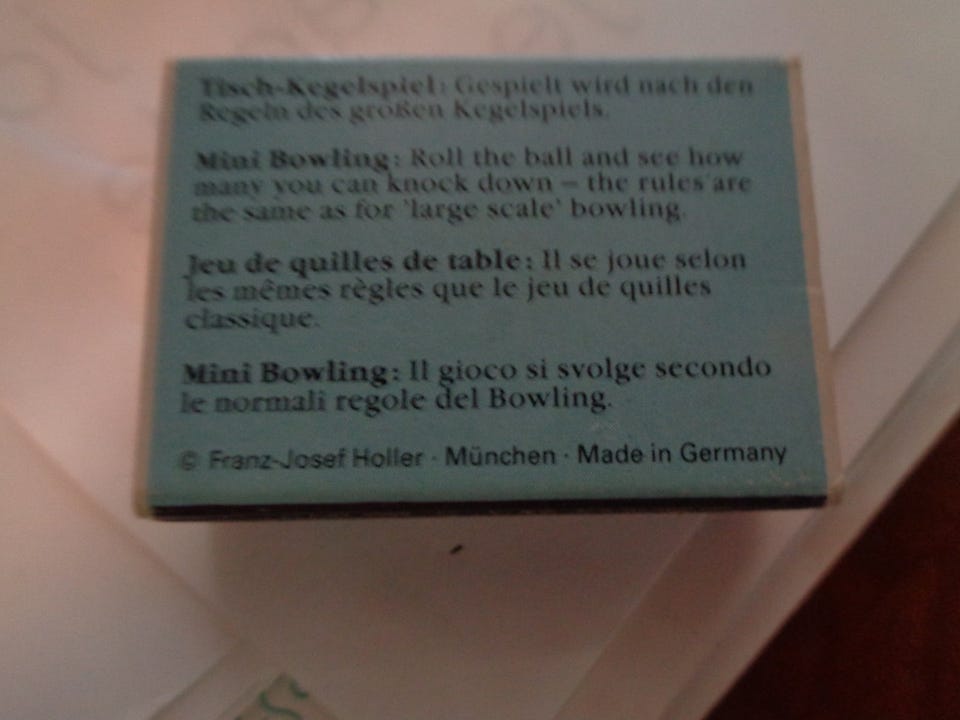 Tisch-Kegelspiel: Gespielt wird nach den
Regeln des großen Kegelspiels.
Mini Bowling: Roll the ball and see how
many you can knock down – the rules are
the same as for 'large scale' bowling.
Jeu de quilles de table: Il se joue selon
les mêmes règles que le jeu de quilles
classique.
Mini Bowling: Il gioco si svolge secondo
le normali regole del Bowling.
© Franz-Josef Holler · München · Made in Germany